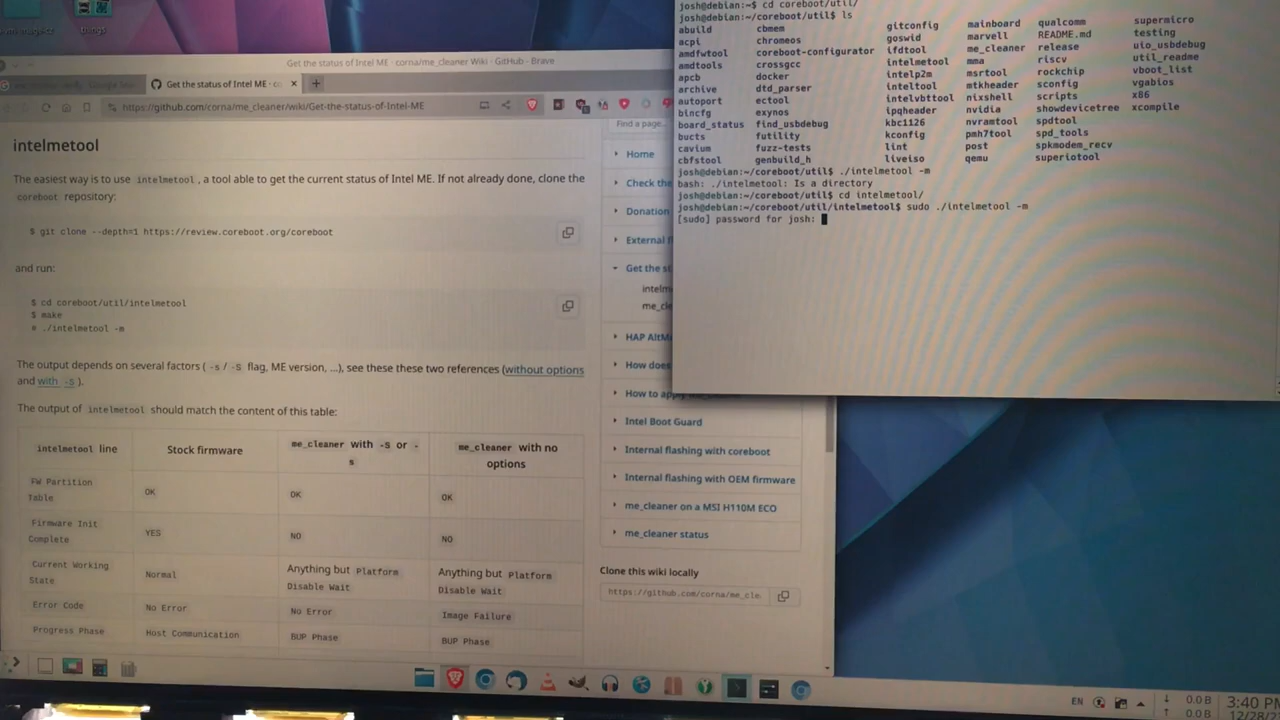 things
Get the status of Intel ME · corna/me_cleaner Wiki · GitHub - Brave
Get the status of Intel ME · co
https://github.com/corna/me_cleaner/wiki/Get-the-status-of-Intel-ME
intelmetool
The easiest way is to use intelmetool, a tool able to get the current status of Intel ME. If not already done, clone the
coreboot repository:
$ git clone --depth=1 https://review.coreboot.org/coreboot
and run:
$ cd coreboot/util/intelmetool
$ make
# ./intelmetool -m
The output depends on several factors ( -s / -S flag, ME version, ...), see these these two references (without options
and with -s ).
The output of intelmetool should match the content of this table:
intelmetool line Stock firmware me_cleaner with -S or -s me_cleaner with no options
FW Partition Table OK OK OK
Firmware Init Complete YES NO NO
Current Working State Normal Anything but Platform Disable Wait Anything but Platform Disable Wait
Error Code No Error No Error Image Failure
Progress Phase Host Communication BUP Phase BUP Phase
Find a page...
Home
Check the
Donation
External f
Get the st
intelm
me_cle
HAP AltM
How does
How to apply me_cleaner
Intel Boot Guard
Internal flashing with coreboot
Internal flashing with OEM firmware
me_cleaner on a MSI H110M ECO
me_cleaner status
Clone this wiki locally
https://github.com/corna/me_cle
josh@debian:~$ cd coreboot/util/
josh@debian:~/coreboot/util$ ls
abuild cbmem gitconfig mainboard qualcomm supermicro
acpi chromeos goswid marvell README.md testing
amdfwtool coreboot-configurator ifdtool me_cleaner release uio_usbdebug
amdtools crossgcc intelmetool mma riscv util_readme
apcb docker intelp2m msrtool rockchip vboot_list
archive dtd_parser inteltool mtkheader sconfig vgabios
autoport ectool intelvbttool nixshell scripts x86
bincfg exynos ipqheader nvidia showdevicetree xcompile
board_status find_usbdebug kbc1126 nvramtool spdtool
bucts futility kconfig pmh7tool spd_tools
cavium fuzz-tests lint post spkmodem_recv
cbfstool genbuild_h liveiso qemu superiotool
josh@debian:~/coreboot/util$ ./intelmetool -m
bash: ./intelmetool: Is a directory
josh@debian:~/coreboot/util$ cd intelmetool/
josh@debian:~/coreboot/util/intelmetool$ sudo ./intelmetool -m
[sudo] password for josh:
EN
0.0 B
0.0 B
3:40 PM
12/28/2